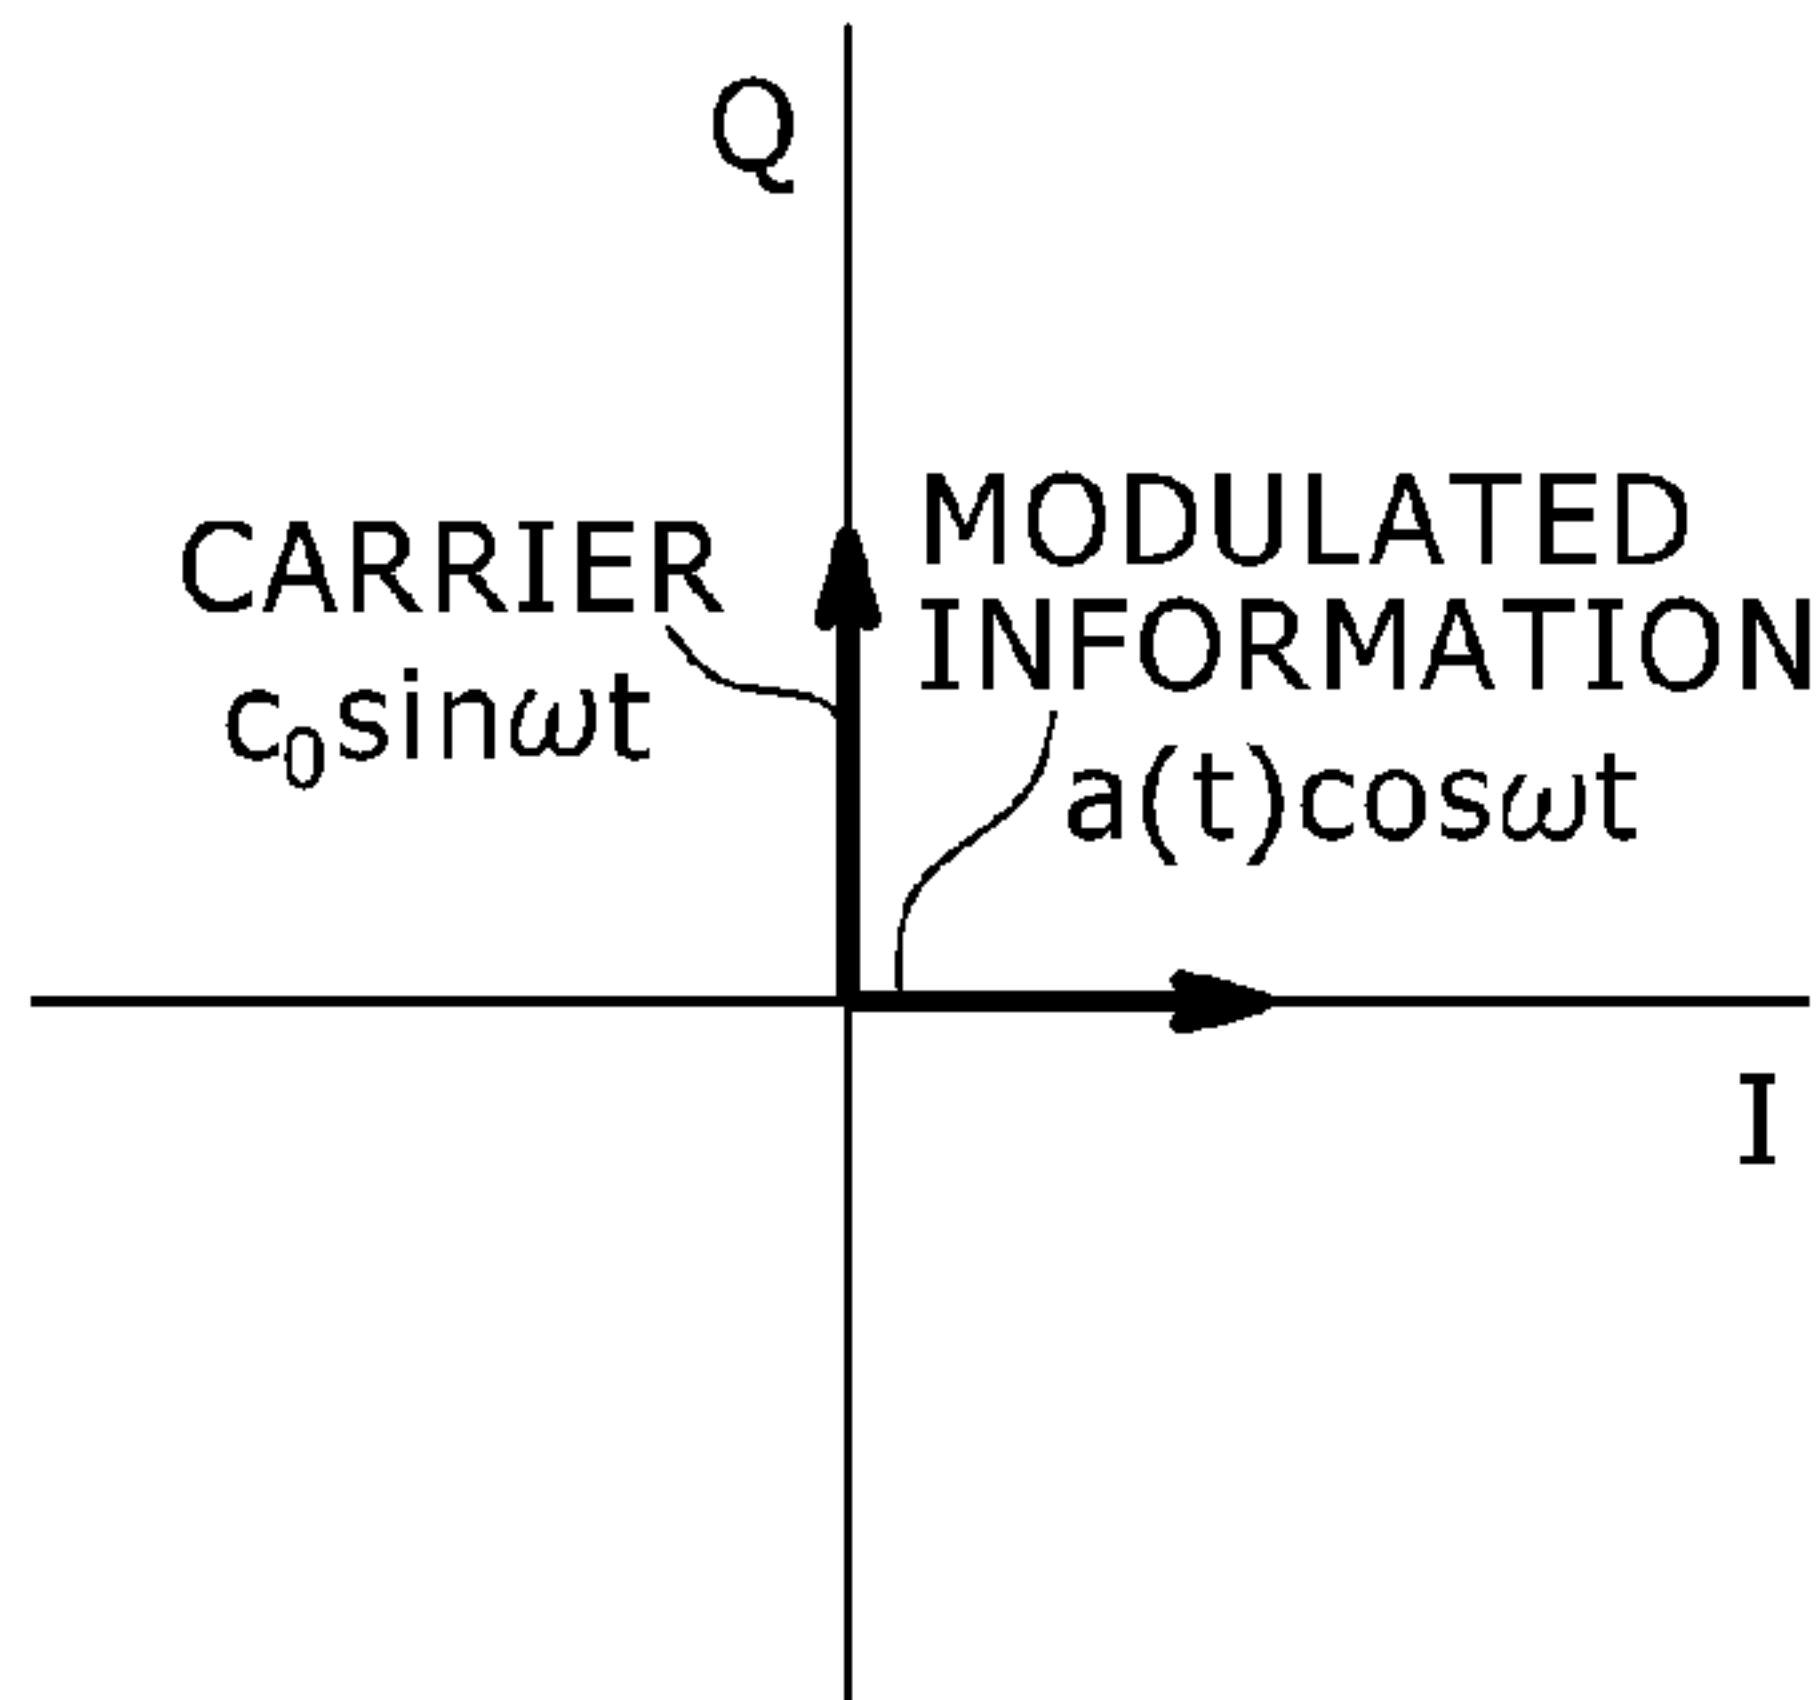 Q
CARRIER
c₀sinωt
MODULATED
INFORMATION
a(t)cosωt
I